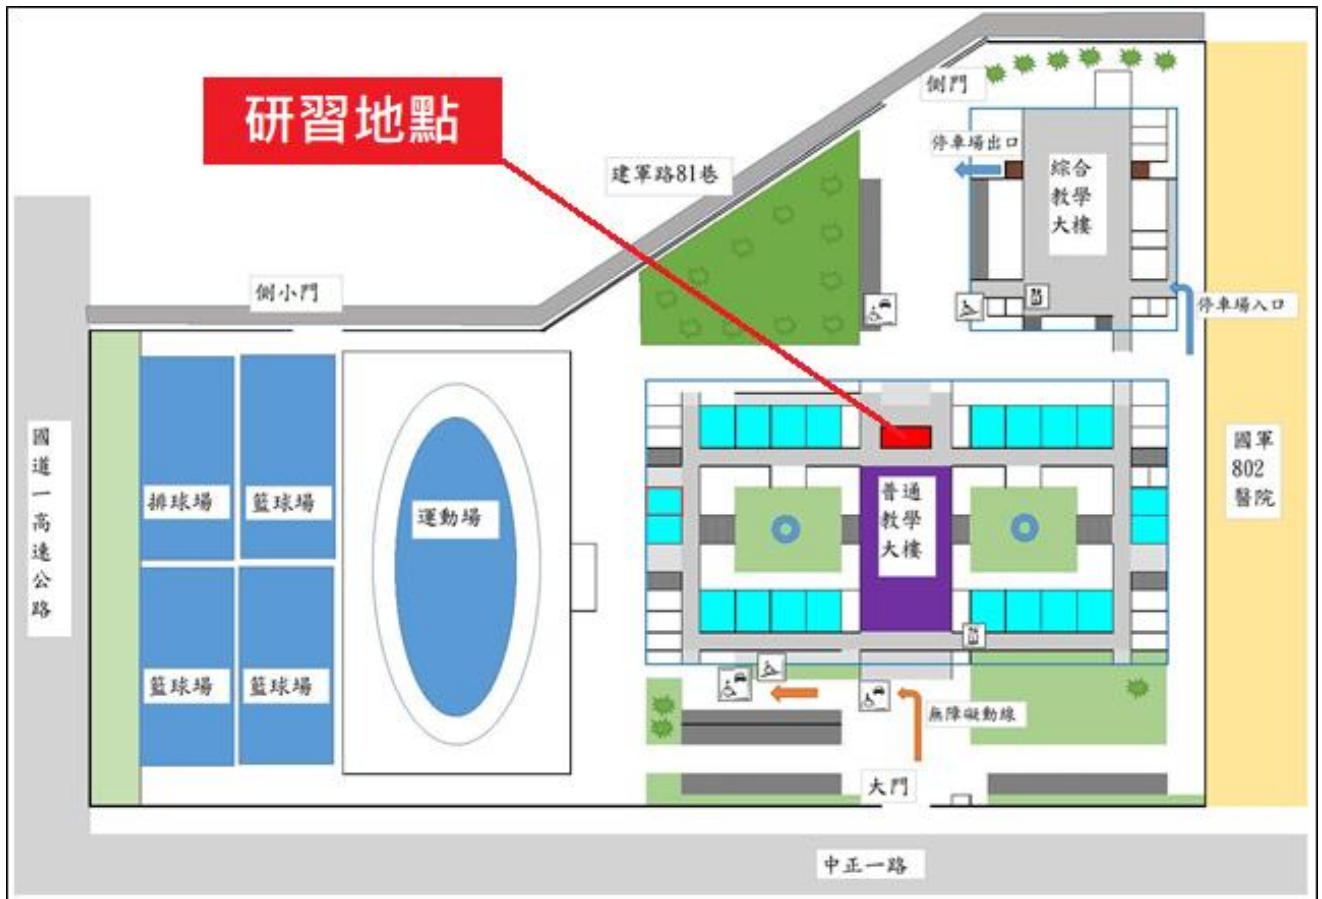 研習地點
側門
停車場出口
綜合
教學
大樓
建軍路81巷
側小門
停車場入口
國
道
一
高
速
公
路
國軍
802
醫院
排球場
籃球場
運動場
普通
教學
大樓
籃球場
籃球場
無障礙動線
大門
中正一路